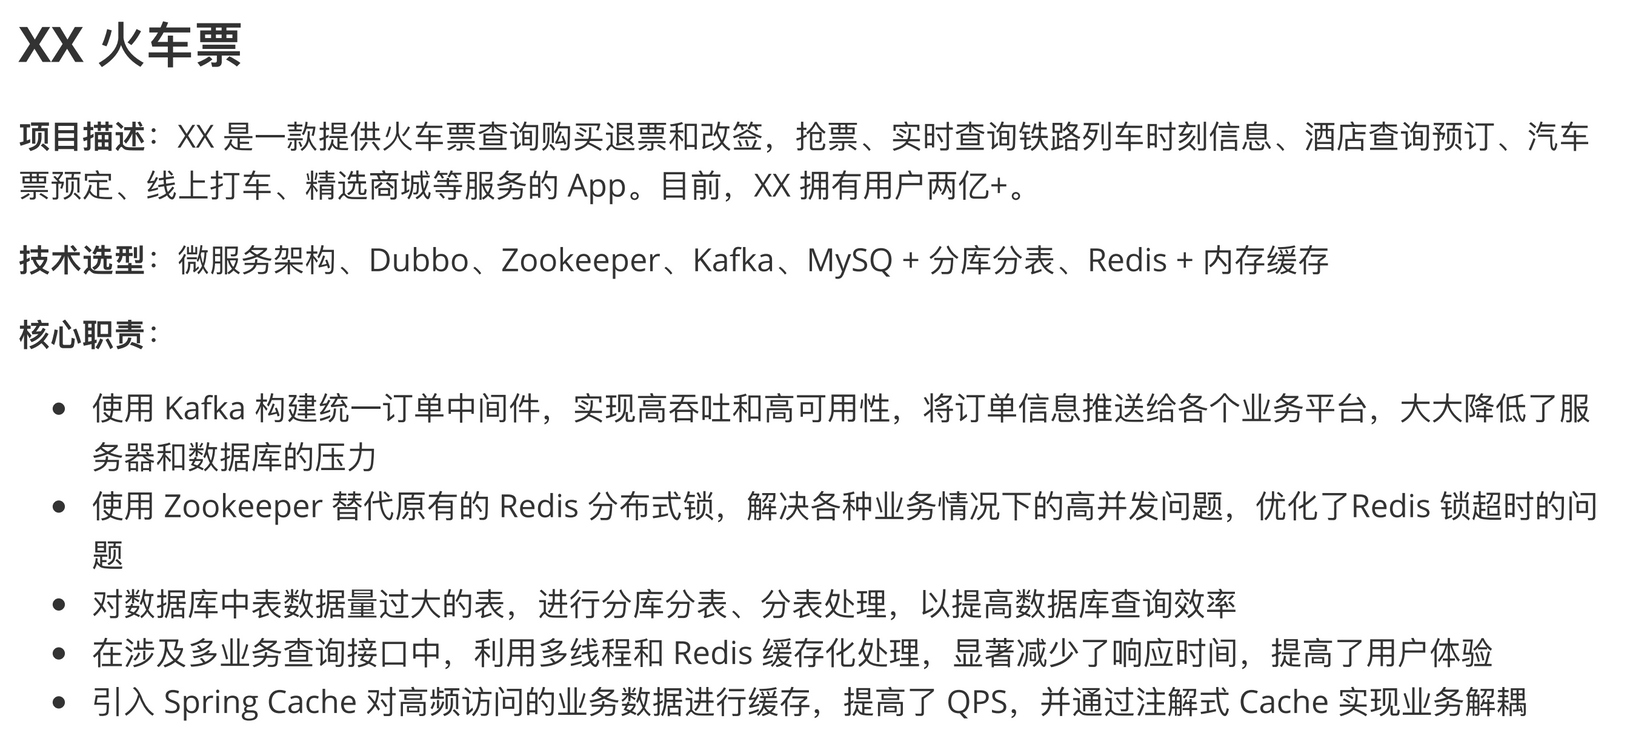 XX 火车票
项目描述：XX 是一款提供火车票查询购买退票和改签，抢票、实时查询铁路列车时刻信息、酒店查询预订、汽车
票预定、线上打车、精选商城等服务的 App。目前，XX 拥有用户两亿+。
技术选型：微服务架构、Dubbo、Zookeeper、Kafka、MySQ + 分库分表、Redis + 内存缓存
核心职责：
• 使用 Kafka 构建统一订单中间件，实现高吞吐和高可用性，将订单信息推送给各个业务平台，大大降低了服
务器和数据库的压力
• 使用 Zookeeper 替代原有的 Redis 分布式锁，解决各种业务情况下的高并发问题，优化了Redis 锁超时的问
题
• 对数据库中表数据量过大的表，进行分库分表、分表处理，以提高数据库查询效率
• 在涉及多业务查询接口中，利用多线程和 Redis 缓存化处理，显著减少了响应时间，提高了用户体验
• 引入 Spring Cache 对高频访问的业务数据进行缓存，提高了 QPS，并通过注解式 Cache 实现业务解耦